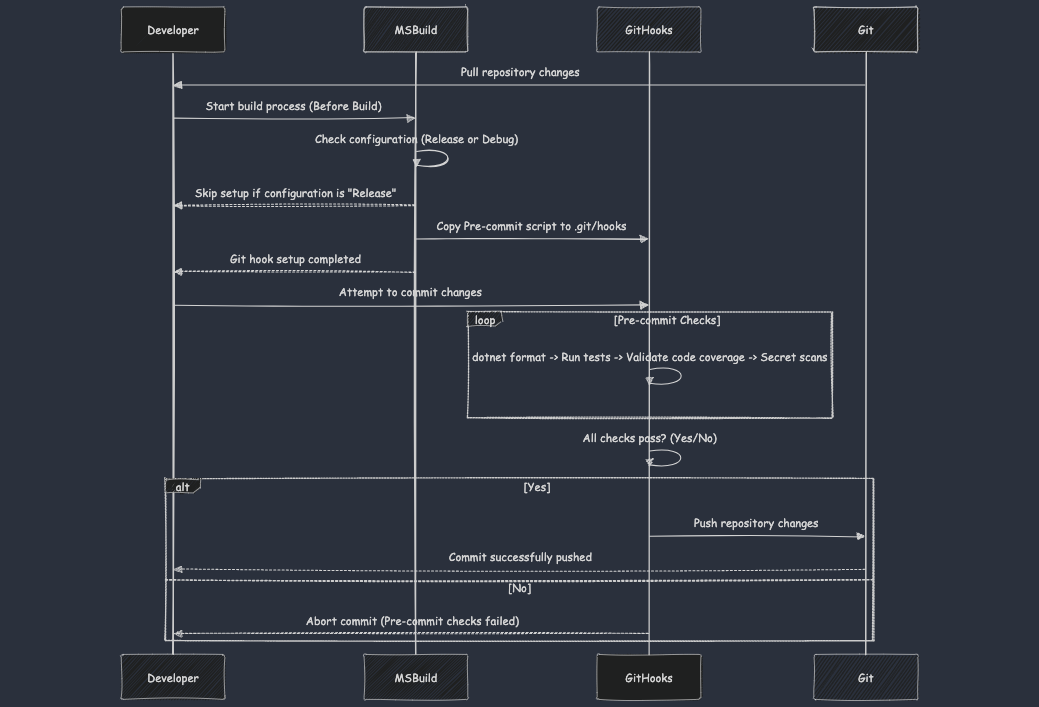 Developer
MSBuild
GitHooks
Git
Pull repository changes
Start build process (Before Build)
Check configuration (Release or Debug)
Skip setup if configuration is "Release"
Copy Pre-commit script to .git/hooks
Git hook setup completed
Attempt to commit changes
loop
[Pre-commit Checks]
dotnet format -> Run tests -> Validate code coverage -> Secret scans
All checks pass? (Yes/No)
alt
[Yes]
Push repository changes
Commit successfully pushed
[No]
Abort commit (Pre-commit checks failed)
Developer
MSBuild
GitHooks
Git